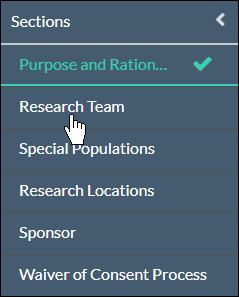 Sections
Purpose and Ration...
Research Team
Special Populations
Research Locations
Sponsor
Waiver of Consent Process